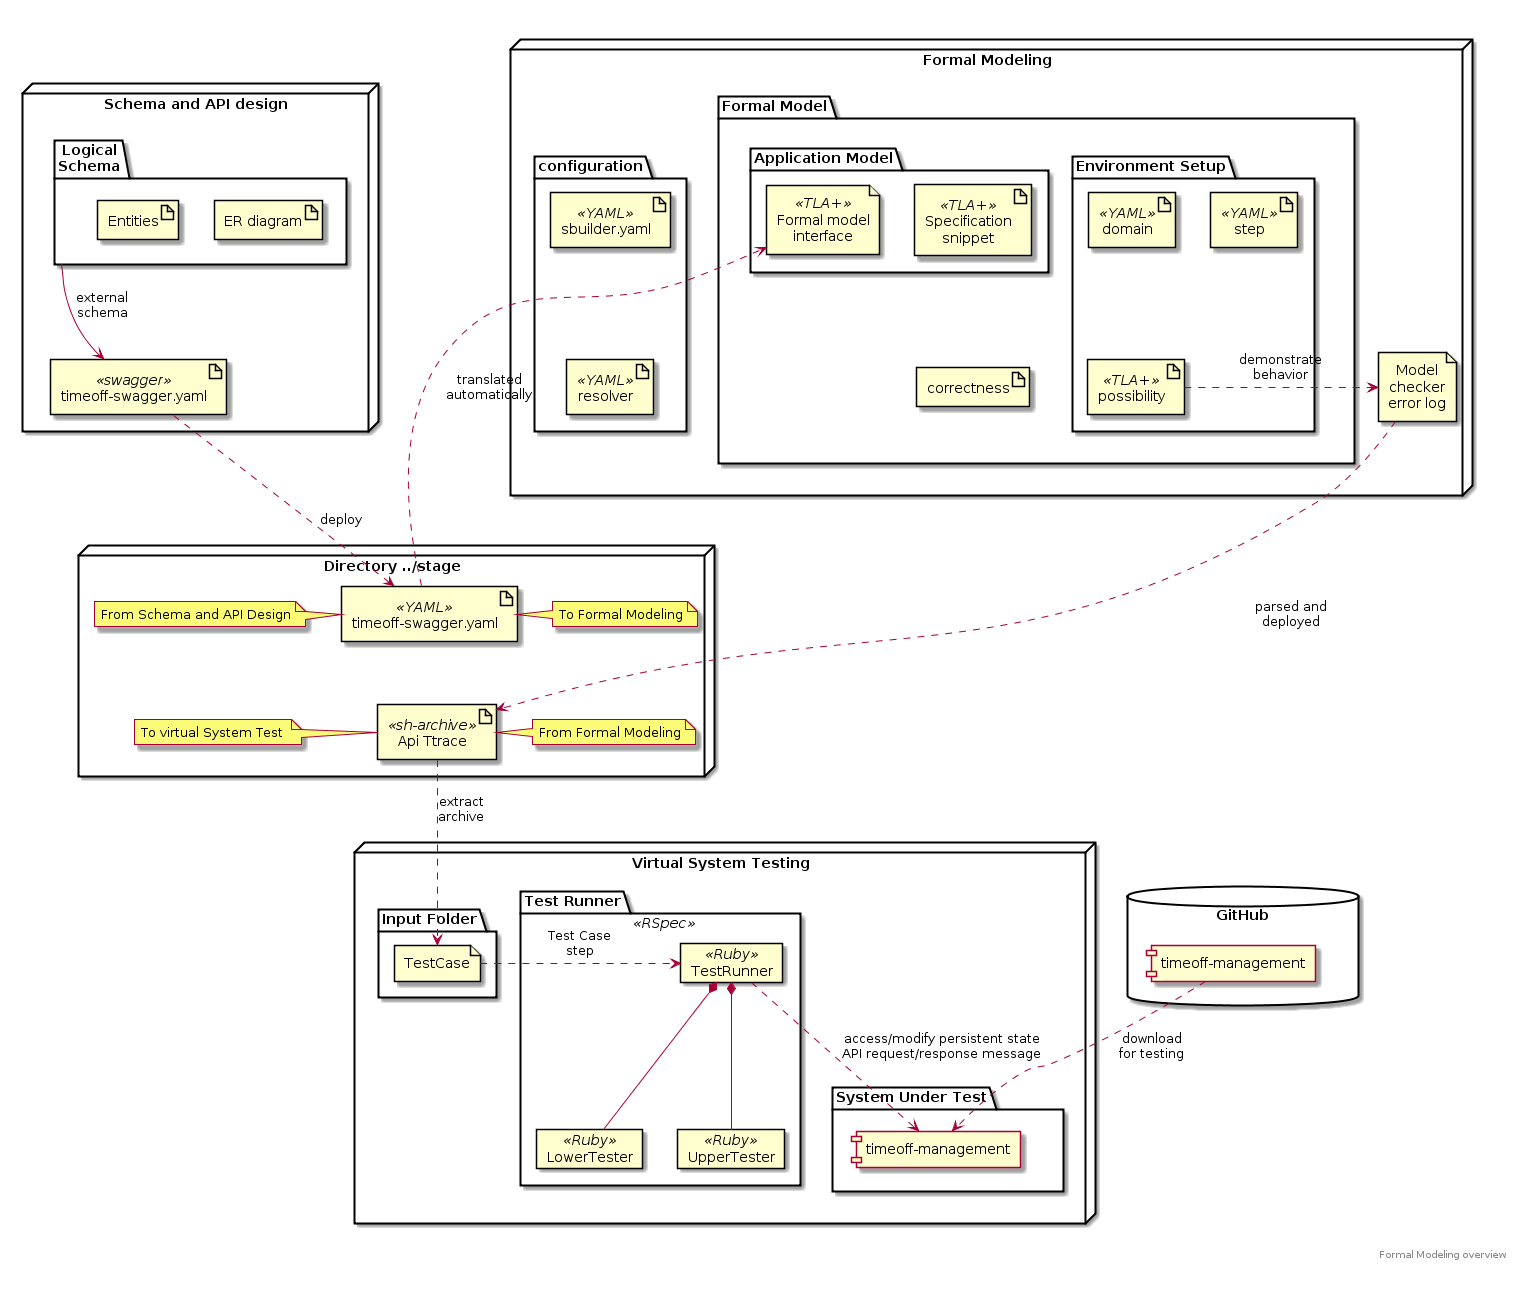 Formal Modeling
Schema and API design
Logical
Schema
Entities
ER diagram
external
schema
«swagger»
timeoff-swagger.yaml
configuration
«YAML»
sbuilder.yaml
«YAML»
resolver
Formal Model
Application Model
«TLA+»
Formal model
interface
«TLA+»
Specification
snippet
correctness
Environment Setup
«YAML»
domain
«YAML»
step
«TLA+»
possibility
demonstrate
behavior
Model
checker
error log
translated
automatically
deploy
Directory ../stage
From Schema and API Design
«YAML»
timeoff-swagger.yaml
To Formal Modeling
parsed and
deployed
To virtual System Test
«sh-archive»
Api Ttrace
From Formal Modeling
extract
archive
Virtual System Testing
Input Folder
TestCase
Test Case
step
Test Runner
«RSpec»
«Ruby»
TestRunner
«Ruby»
LowerTester
«Ruby»
UpperTester
access/modify persistent state
API request/response message
System Under Test
timeoff-management
GitHub
timeoff-management
download
for testing
Formal Modeling overview